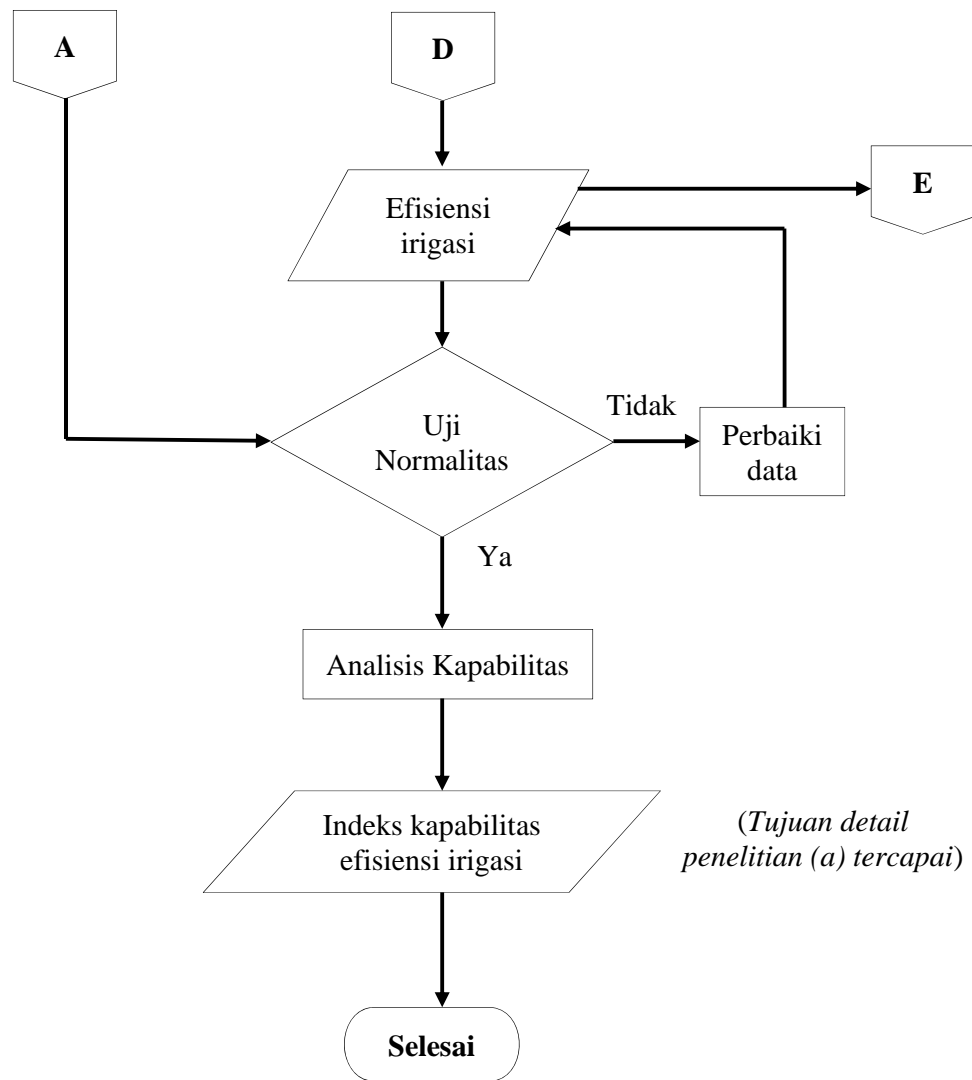 A
D
E
Efisiensi
irigasi
Uji
Normalitas
Tidak
Perbaiki
data
Ya
Analisis Kapabilitas
Indeks kapabilitas
efisiensi irigasi
(Tujuan detail
penelitian (a) tercapai)
Selesai